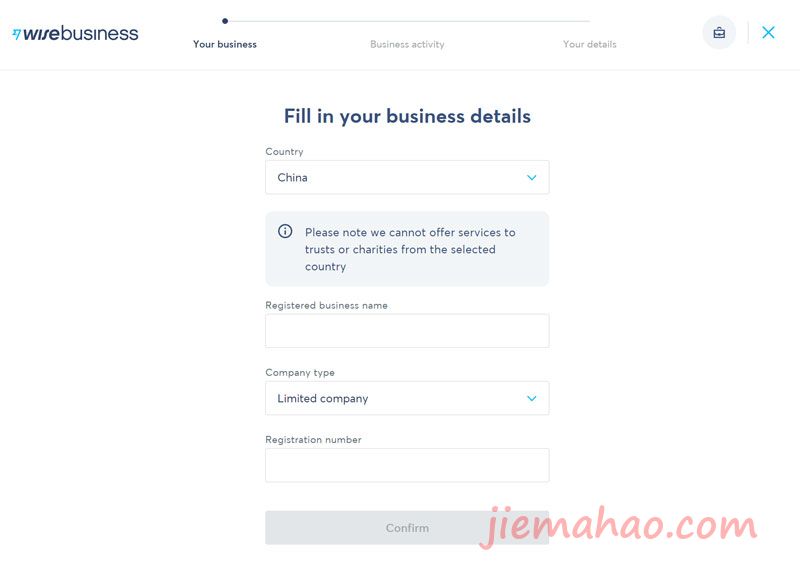 wise business
Your business
Business activity
Your details
Fill in your business details
Country
China
Please note we cannot offer services to
trusts or charities from the selected
country
Registered business name
Company type
Limited company
Registration number
Confirm
jiemahao.com